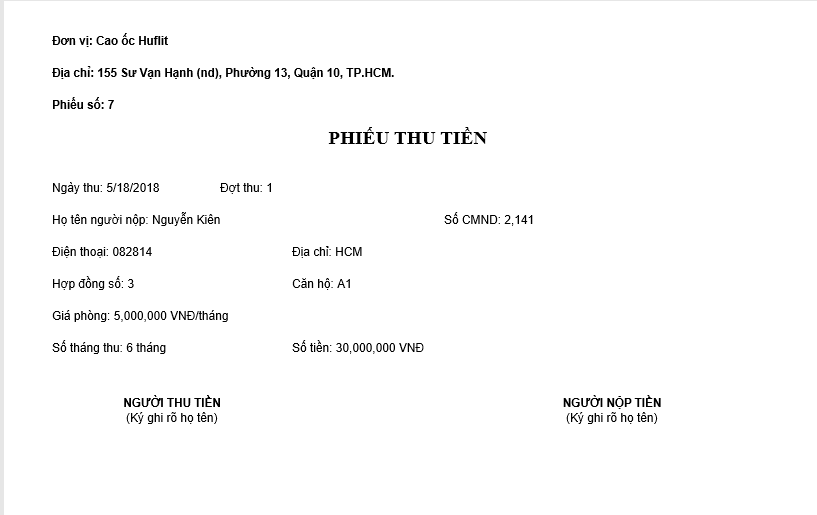 Đơn vị: Cao ốc Huflit
Địa chỉ: 155 Sư Vạn Hạnh (nd), Phường 13, Quận 10, TP.HCM.
Phiếu số: 7
PHIẾU THU TIỀN
Ngày thu: 5/18/2018 Đợt thu: 1
Họ tên người nộp: Nguyễn Kiên Số CMND: 2,141
Điện thoại: 082814 Địa chỉ: HCM
Hợp đồng số: 3 Căn hộ: A1
Giá phòng: 5,000,000 VNĐ/tháng
Số tháng thu: 6 tháng Số tiền: 30,000,000 VNĐ
NGƯỜI THU TIỀN NGƯỜI NỘP TIỀN
(Ký ghi rõ họ tên) (Ký ghi rõ họ tên)